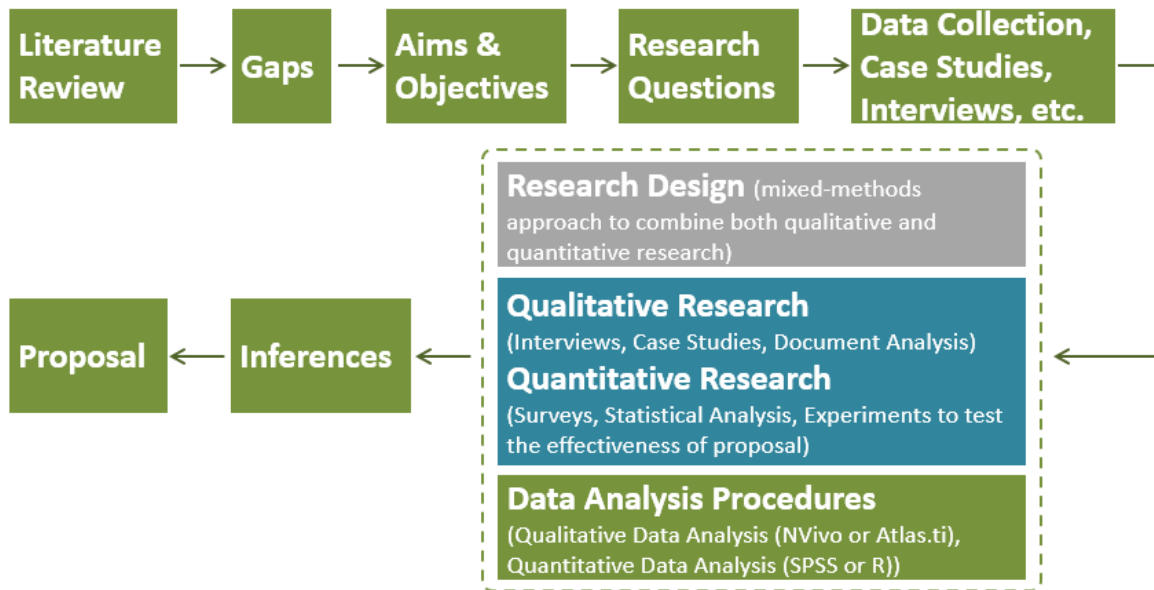 Literature
Review
Gaps
Aims &
Objectives
Research
Questions
Data Collection,
Case Studies,
Interviews, etc.
Research Design (mixed-methods
approach to combine both qualitative and
quantitative research)
Qualitative Research
(Interviews, Case Studies, Document Analysis)
Quantitative Research
(Surveys, Statistical Analysis, Experiments to test
the effectiveness of proposal)
Data Analysis Procedures
(Qualitative Data Analysis (NVivo or Atlas.ti),
Quantitative Data Analysis (SPSS or R))
Inferences
Proposal